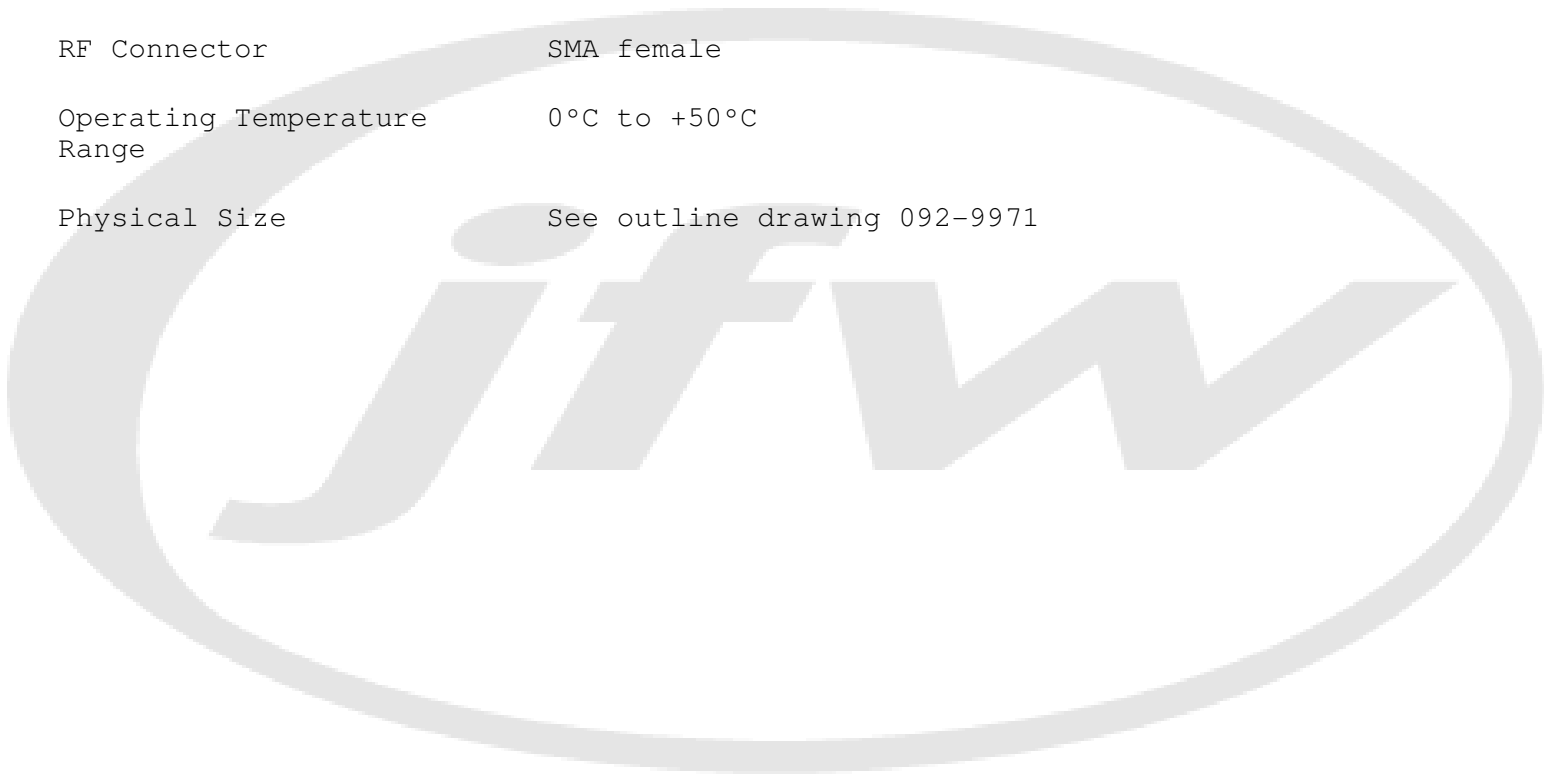 RF Connector SMA female
Operating Temperature 0°C to +50°C
Range
Physical Size See outline drawing 092-9971
jfw